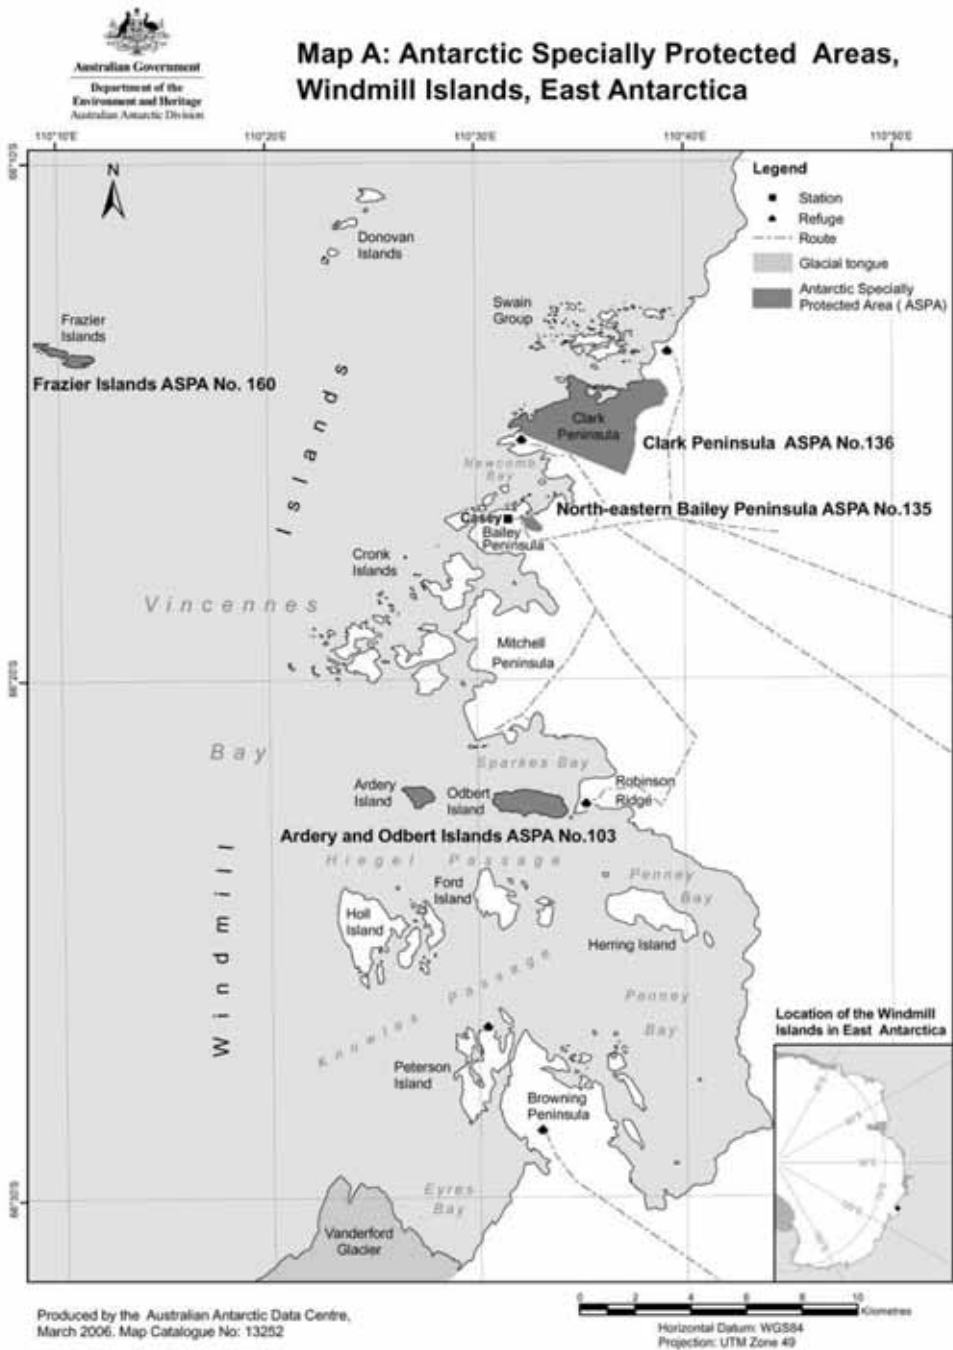 Australian Government
Department of the
Environment and Heritage
Australian Antarctic Division
Map A: Antarctic Specially Protected Areas,
Windmill Islands, East Antarctica
110°10'E
110°20'E
110°30'E
110°40'E
110°50'E
66°10'S
N
Legend
Station
Refuge
Route
Glacial tongue
Antarctic Specially
Protected Area ( ASPA)
Donovan
Islands
Swain
Group
Frazier
Islands
Frazier Islands ASPA No. 160
Clark
Peninsula
Clark Peninsula ASPA No.136
Newcomb
Bay
North-eastern Bailey Peninsula ASPA No.135
Casey
Bailey
Peninsula
Islands
Cronk
Islands
Vincennes
Mitchell
Peninsula
66°20'S
Bay
Sparkes Bay
Ardery
Island
Odbert
Island
Robinson
Ridge
Ardery and Odbert Islands ASPA No.103
Hiegel Passage
Ford
Island
Penney
Bay
Holl
Island
Herring Island
Windmill
Knowles Passage
Penney
Bay
Peterson
Island
Browning
Peninsula
Location of the Windmill
Islands in East Antarctica
Eyres
Bay
66°30'S
Vanderford
Glacier
Produced by the Australian Antarctic Data Centre,
March 2006. Map Catalogue No: 13252
0 2 4 6 8 10
Kilometres
Horizontal Datum: WGS84
Projection: UTM Zone 49